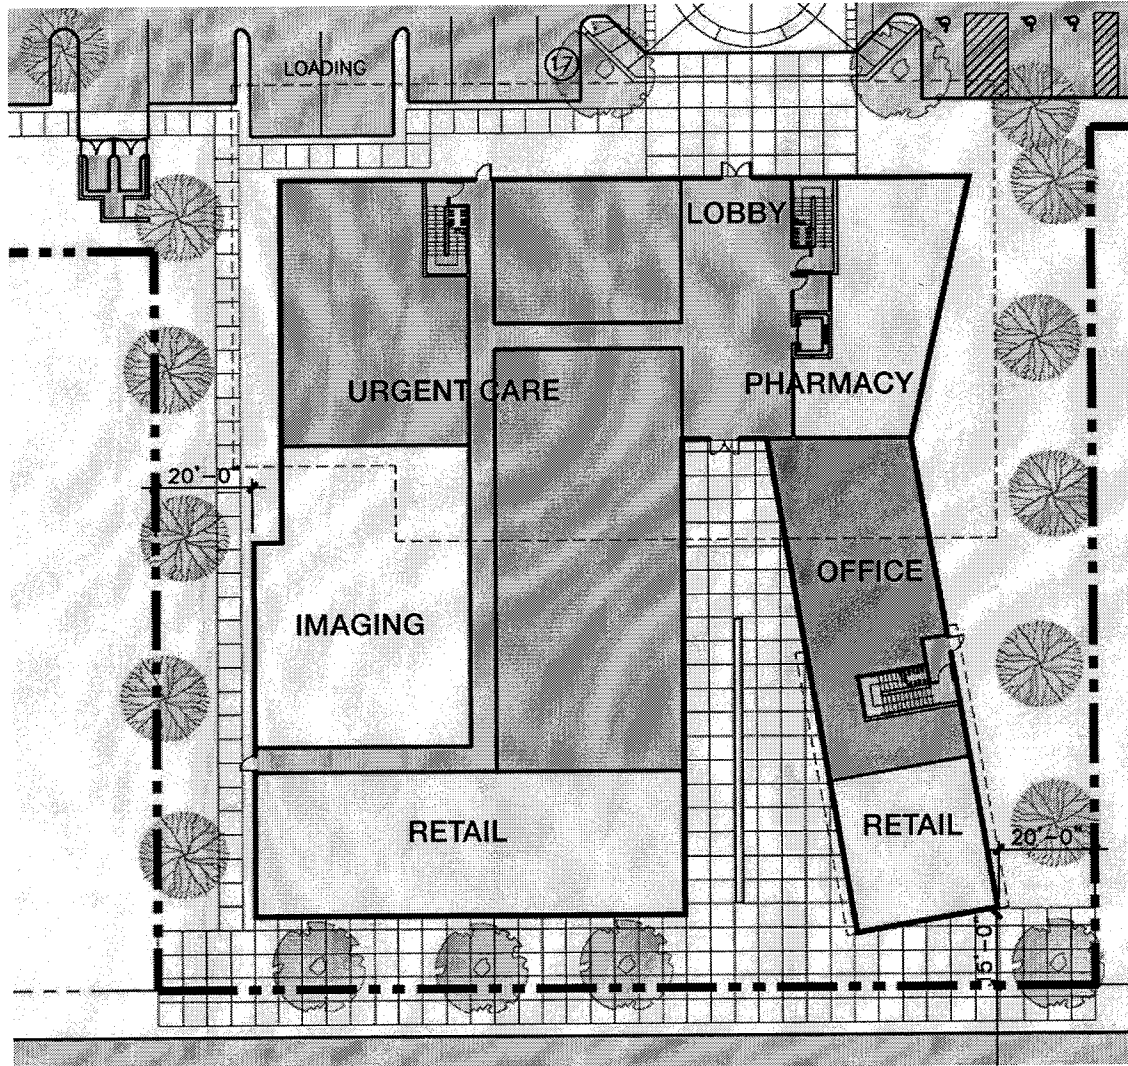 LOADING
17
LOBBY
URGENT CARE
PHARMACY
20'-0
OFFICE
IMAGING
RETAIL
RETAIL
20'-0"
5'-0"